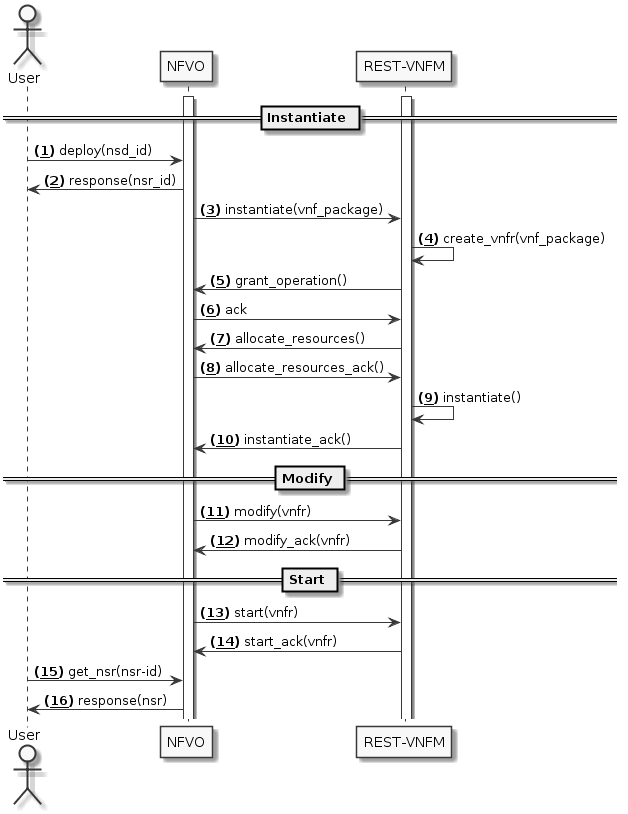 User
NFVO
REST-VNFM
Instantiate
(1) deploy(nsd_id)
(2) response(nsr_id)
(3) instantiate(vnf_package)
(4) create_vnfr(vnf_package)
(5) grant_operation()
(6) ack
(7) allocate_resources()
(8) allocate_resources_ack()
(9) instantiate()
(10) instantiate_ack()
Modify
(11) modify(vnfr)
(12) modify_ack(vnfr)
Start
(13) start(vnfr)
(14) start_ack(vnfr)
(15) get_nsr(nsr-id)
(16) response(nsr)
User
NFVO
REST-VNFM